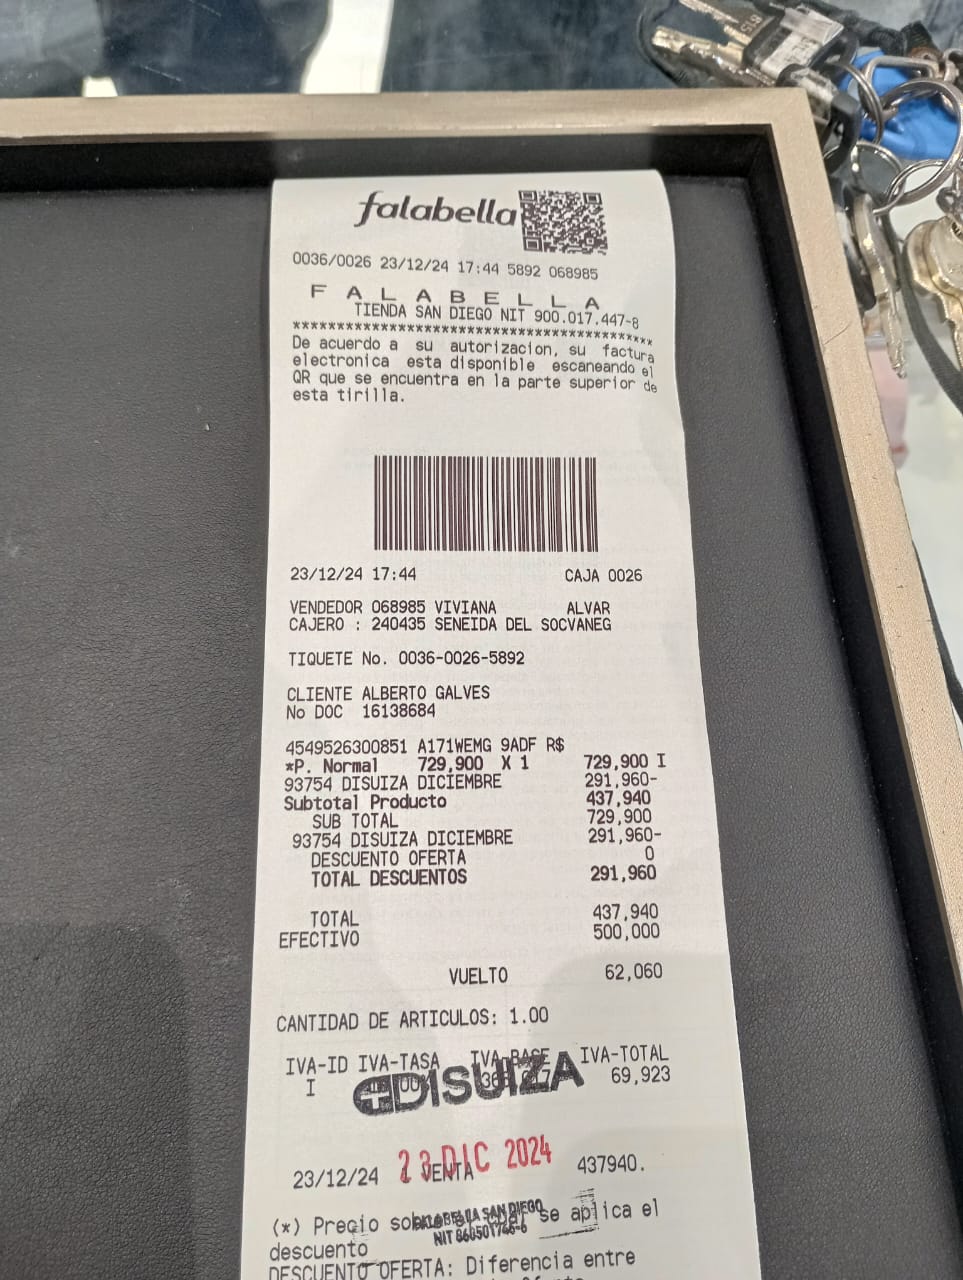 falabella
0036/0026 23/12/24 17:44 5892 068985
F A L A B E L L A
TIENDA SAN DIEGO NIT 900.017.447-8
******************************************
De acuerdo a su autorizacion, su factura
electronica esta disponible escaneando el
QR que se encuentra en la parte superior de
esta tirilla.
23/12/24 17:44 CAJA 0026
VENDEDOR 068985 VIVIANA ALVAR
CAJERO : 240435 SENEIDA DEL SOCVANEG
TIQUETE No. 0036-0026-5892
CLIENTE ALBERTO GALVES
No DOC 16138684
4549526300851 A171WEMG 9ADF R$
*P. Normal 729,900 X 1 729,900 I
93754 DISUIZA DICIEMBRE 291,960-
Subtotal Producto 437,940
SUB TOTAL 729,900
93754 DISUIZA DICIEMBRE 291,960-
DESCUENTO OFERTA 0
TOTAL DESCUENTOS 291,960
TOTAL 437,940
EFECTIVO 500,000
VUELTO 62,060
CANTIDAD DE ARTICULOS: 1.00
IVA-ID IVA-TASA IVA-BASE IVA-TOTAL
I 69,923
DISUIZA
23 DIC 2024
23/12/24 VENTA 437940.
(*) Precio se aplica el
FALABELLA SAN DIEGO
descuento
DESCUENTO OFERTA: Diferencia entre